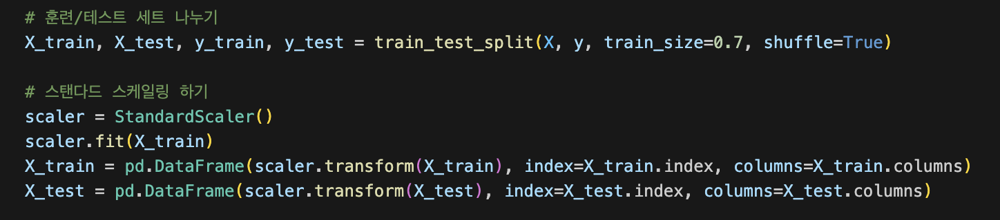 # 훈련/테스트 세트 나누기
X_train, X_test, y_train, y_test = train_test_split(X, y, train_size=0.7, shuffle=True)
# 스탠다드 스케일링 하기
scaler = StandardScaler()
scaler.fit(X_train)
X_train = pd.DataFrame(scaler.transform(X_train), index=X_train.index, columns=X_train.columns)
X_test = pd.DataFrame(scaler.transform(X_test), index=X_test.index, columns=X_test.columns)